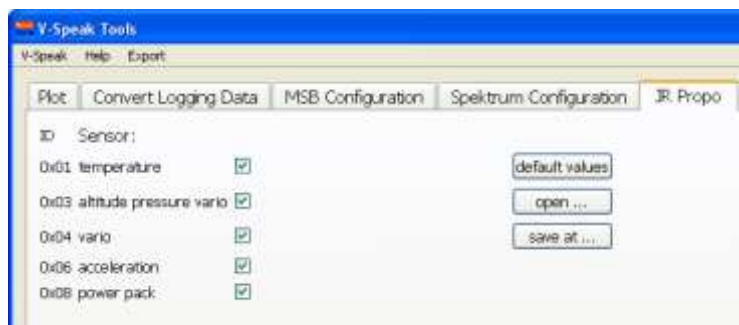 V-Speak Tools
V-Speak Help Export
Plot Convert Logging Data MSB Configuration Spektrum Configuration JR Propo
ID Sensor:
0x01 temperature default values
0x03 altitude pressure vario open ...
0x04 vario save at ...
0x06 acceleration
0x08 power pack